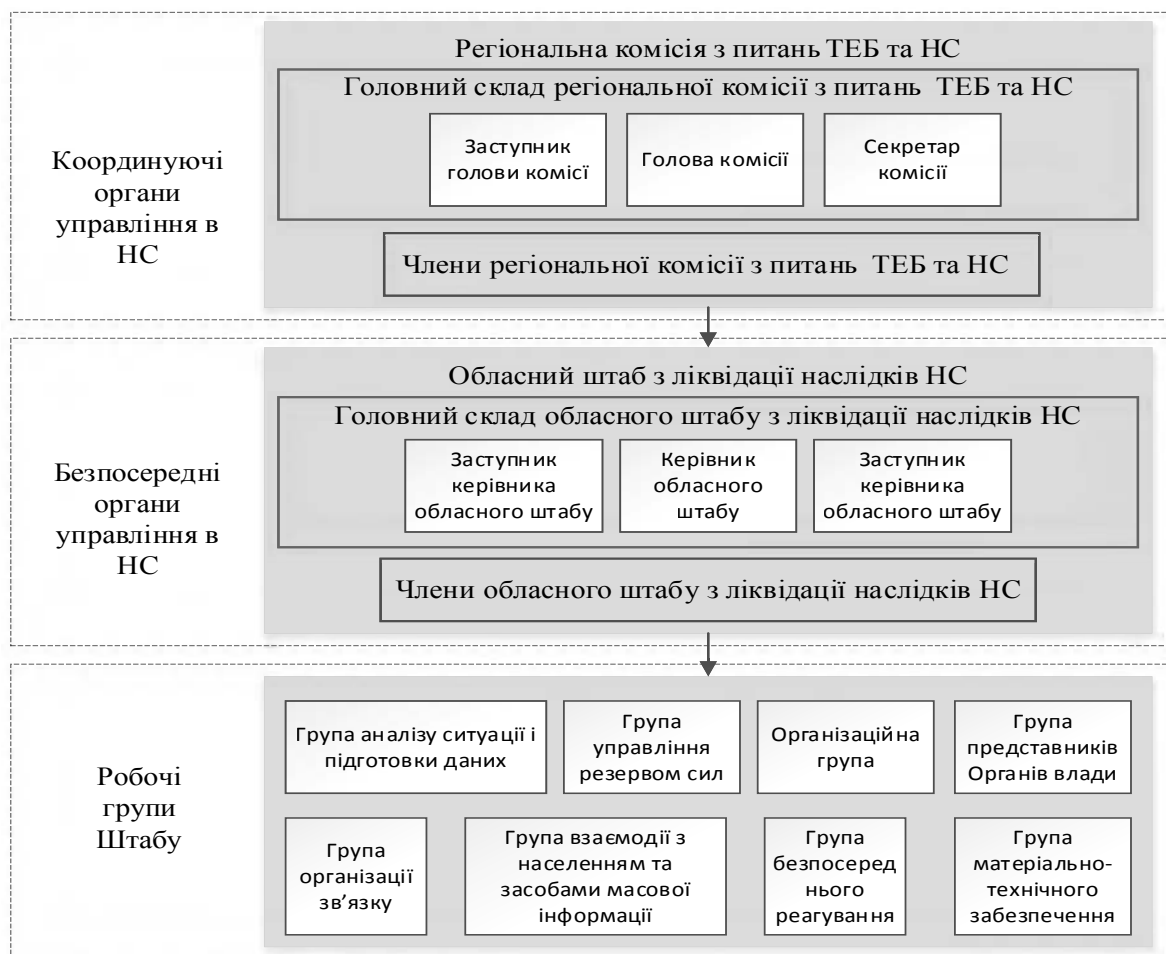 Координуючі
органи
управління в
НС
Регіональна комісія з питань ТЕБ та НС
Головний склад регіональної комісії з питань ТЕБ та НС
Заступник
голови комісі
Голова комісії
Секретар
комісії
Члени регіональної комісії з питань ТЕБ та НС
Безпосередні
органи
управління в
НС
Обласний штаб з ліквідації наслідків НС
Головний склад обласного штабу з ліквідації наслідків НС
Заступник
керівника
обласного штабу
Керівник
обласного
штабу
Заступник
керівника
обласного штабу
Члени обласного штабу з ліквідації наслідків НС
Робочі
групи
Штабу
Група аналізу ситуації і
підготовки даних
Група
управління
резервом сил
Організаційна
група
Група
представників
Органів влади
Група
організації
зв’язку
Група взаємодії з
населенням та
засобами масової
інформації
Група
безпосеред
нього
реагування
Група
матеріально-
технічного
забезпечення